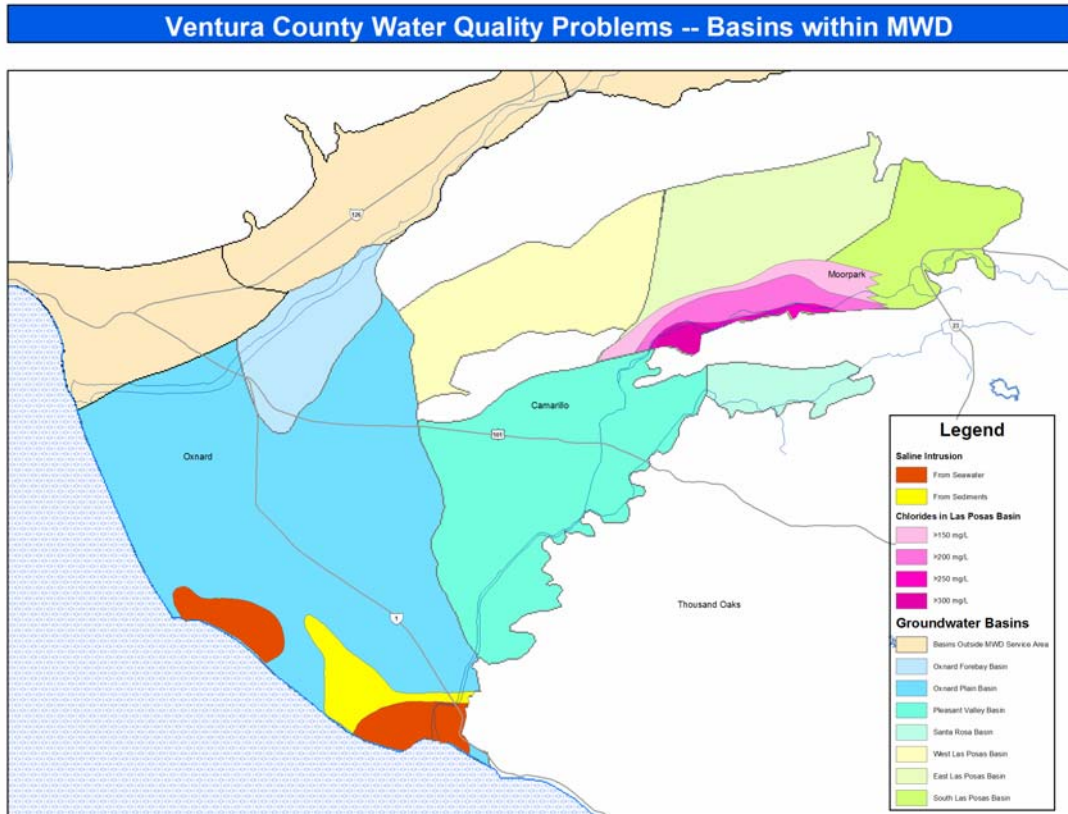 Ventura County Water Quality Problems -- Basins within MWD
126
Moorpark
23
Camarillo
101
Oxnard
Thousand Oaks
1
Legend
Saline Intrusion
From Seawater
From Sediments
Chlorides in Las Posas Basin
>150 mg/L
>200 mg/L
>250 mg/L
>300 mg/L
Groundwater Basins
Basins Outside MWD Service Area
Oxnard Forebay Basin
Oxnard Plain Basin
Pleasant Valley Basin
Santa Rosa Basin
West Las Posas Basin
East Las Posas Basin
South Las Posas Basin